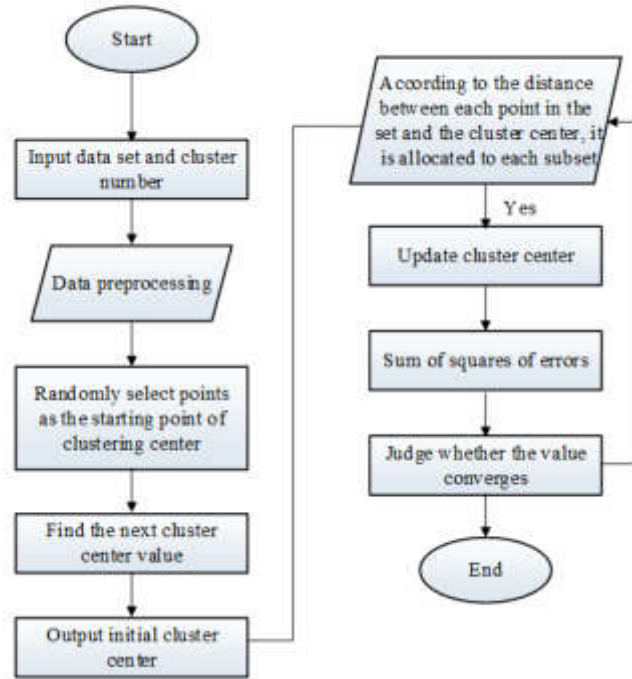 Start
Input data set and cluster
number
Data preprocessing
Randomly select points
as the starting point of
clustering center
Find the next cluster
center value
Output initial cluster
center
According to the distance
between each point in the
set and the cluster center, it
is allocated to each subset
Yes
Update cluster center
Sum of squares of errors
Judge whether the value
converges
End